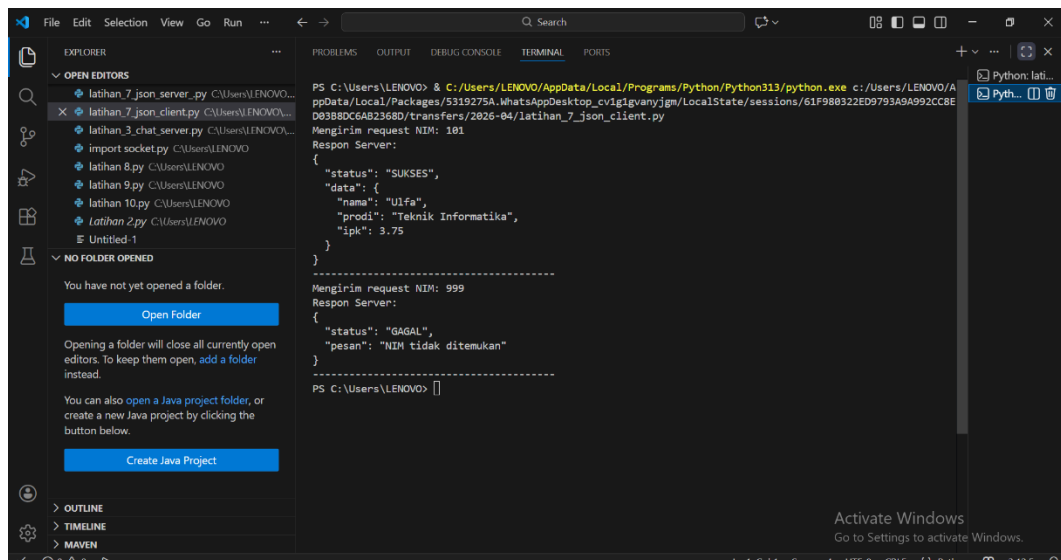 File Edit Selection View Go Run ···
Search
EXPLORER ···
OPEN EDITORS
latihan_7_json_server_.py C:\Users\LENOVO...
latihan_7_json_client.py C:\Users\LENOVO\...
latihan_3_chat_server.py C:\Users\LENOVO\...
import socket.py C:\Users\LENOVO
latihan 8.py C:\Users\LENOVO
latihan 9.py C:\Users\LENOVO
latihan 10.py C:\Users\LENOVO
Latihan 2.py C:\Users\LENOVO
Untitled-1
NO FOLDER OPENED
You have not yet opened a folder.
Open Folder
Opening a folder will close all currently open
editors. To keep them open, add a folder
instead.
You can also open a Java project folder, or
create a new Java project by clicking the
button below.
Create Java Project
OUTLINE
TIMELINE
MAVEN
PROBLEMS OUTPUT DEBUG CONSOLE TERMINAL PORTS
PS C:\Users\LENOVO> & C:/Users/LENOVO/AppData/Local/Programs/Python/Python313/python.exe c:/Users/LENOVO/A
ppData/Local/Packages/5319275A.WhatsAppDesktop_cv1g1gvanyjgm/LocalState/sessions/61F980322ED9793A9A992CC8E
D03B8DC6AB2368D/transfers/2026-04/latihan_7_json_client.py
Mengirim request NIM: 101
Respon Server:
{
"status": "SUKSES",
"data": {
"nama": "Ulfa",
"prodi": "Teknik Informatika",
"ipk": 3.75
}
}
----------------------------------------
Mengirim request NIM: 999
Respon Server:
{
"status": "GAGAL",
"pesan": "NIM tidak ditemukan"
}
----------------------------------------
PS C:\Users\LENOVO>
Python: lati...
Pyth...
Activate Windows
Go to Settings to activate Windows.